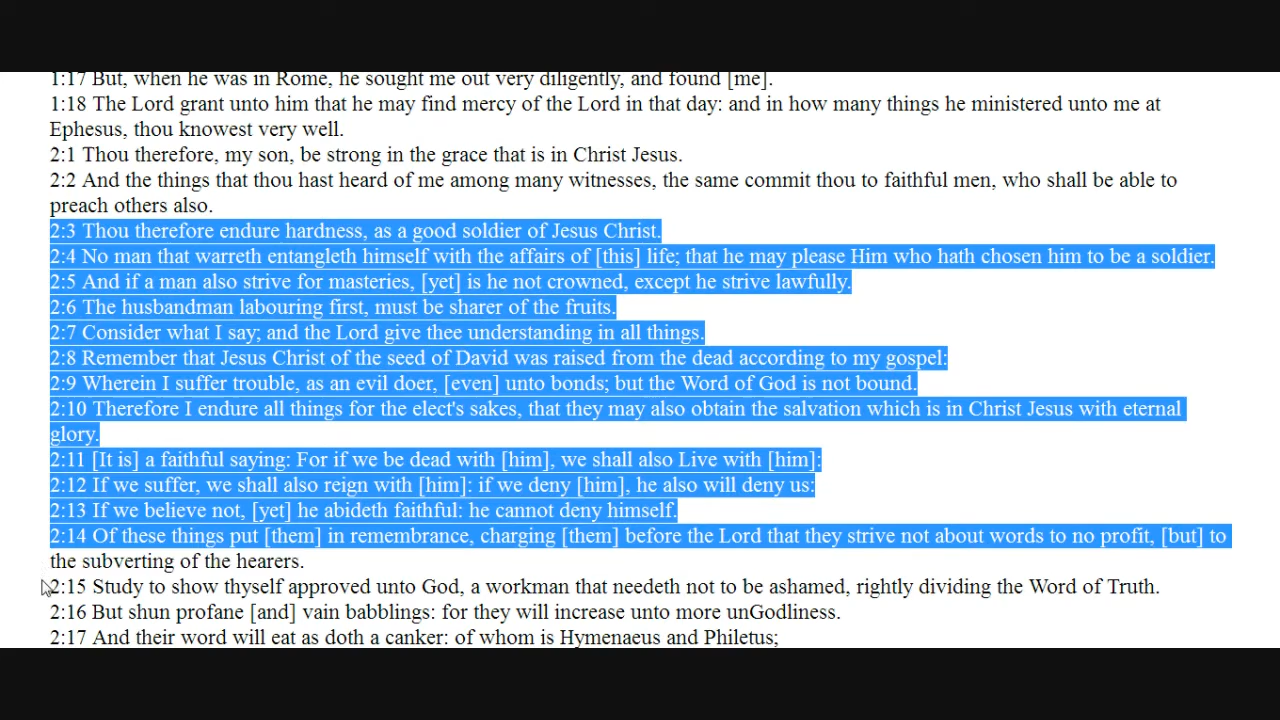 1:17 But, when he was in Rome, he sought me out very diligently, and found [me].
1:18 The Lord grant unto him that he may find mercy of the Lord in that day: and in how many things he ministered unto me at
Ephesus, thou knowest very well.
2:1 Thou therefore, my son, be strong in the grace that is in Christ Jesus.
2:2 And the things that thou hast heard of me among many witnesses, the same commit thou to faithful men, who shall be able to
preach others also.
2:3 Thou therefore endure hardness, as a good soldier of Jesus Christ.
2:4 No man that warreth entangleth himself with the affairs of [this] life; that he may please Him who hath chosen him to be a soldier.
2:5 And if a man also strive for masteries, [yet] is he not crowned, except he strive lawfully.
2:6 The husbandman labouring first, must be sharer of the fruits.
2:7 Consider what I say; and the Lord give thee understanding in all things.
2:8 Remember that Jesus Christ of the seed of David was raised from the dead according to my gospel:
2:9 Wherein I suffer trouble, as an evil doer, [even] unto bonds; but the Word of God is not bound.
2:10 Therefore I endure all things for the elect's sakes, that they may also obtain the salvation which is in Christ Jesus with eternal
glory.
2:11 [It is] a faithful saying: For if we be dead with [him], we shall also Live with [him]:
2:12 If we suffer, we shall also reign with [him]: if we deny [him], he also will deny us:
2:13 If we believe not, [yet] he abideth faithful: he cannot deny himself.
2:14 Of these things put [them] in remembrance, charging [them] before the Lord that they strive not about words to no profit, [but] to
the subverting of the hearers.
2:15 Study to show thyself approved unto God, a workman that needeth not to be ashamed, rightly dividing the Word of Truth.
2:16 But shun profane [and] vain babblings: for they will increase unto more unGodliness.
2:17 And their word will eat as doth a canker: of whom is Hymenaeus and Philetus;